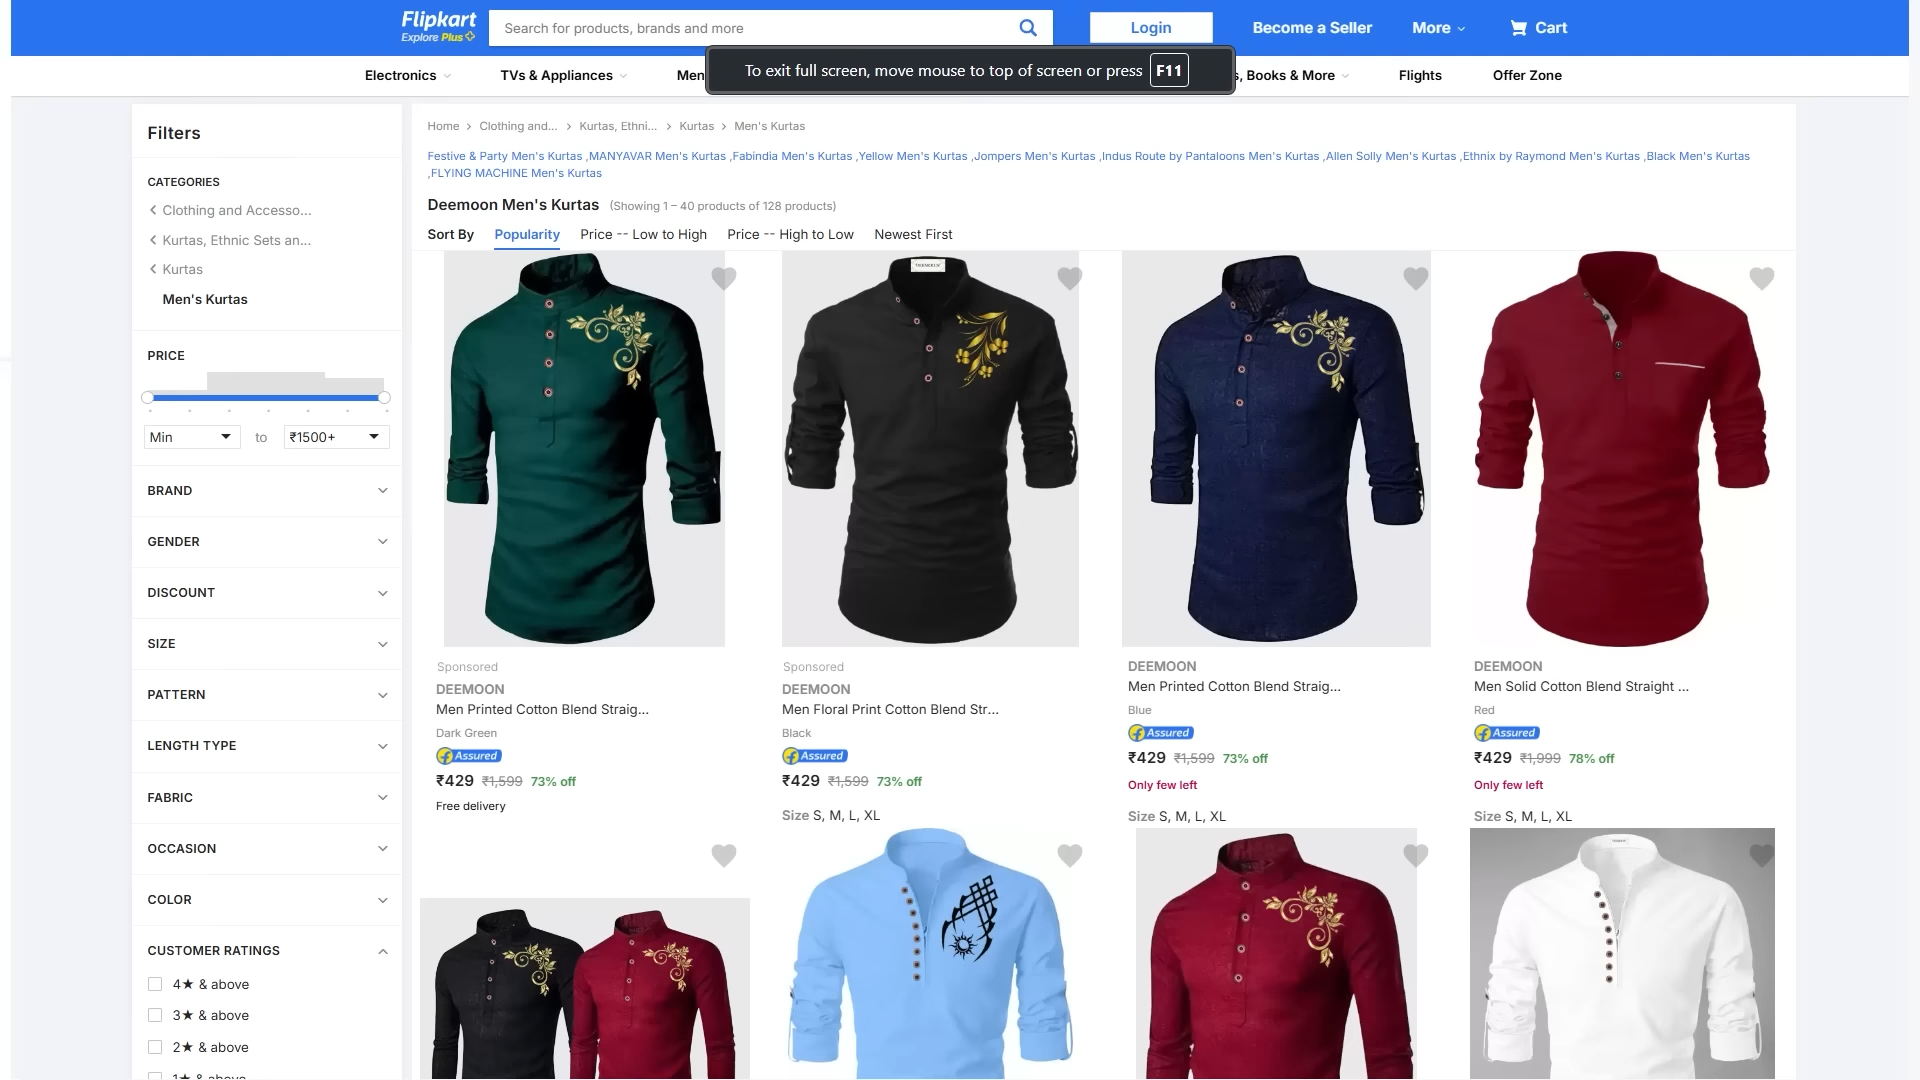 Flipkart
Explore Plus
Search for products, brands and more
Login
Become a Seller
More
Cart
Electronics
TVs & Appliances
Men
To exit full screen, move mouse to top of screen or press F11
s, Books & More
Flights
Offer Zone
Filters
CATEGORIES
Clothing and Accesso...
Kurtas, Ethnic Sets an...
Kurtas
Men's Kurtas
PRICE
Min
to
₹1500+
BRAND
GENDER
DISCOUNT
SIZE
PATTERN
LENGTH TYPE
FABRIC
OCCASION
COLOR
CUSTOMER RATINGS
4★ & above
3★ & above
2★ & above
1★ & above
Home > Clothing and... > Kurtas, Ethni... > Kurtas > Men's Kurtas
Festive & Party Men's Kurtas ,MANYAVAR Men's Kurtas ,Fabindia Men's Kurtas ,Yellow Men's Kurtas ,Jompers Men's Kurtas ,Indus Route by Pantaloons Men's Kurtas ,Allen Solly Men's Kurtas ,Ethnix by Raymond Men's Kurtas ,Black Men's Kurtas
,FLYING MACHINE Men's Kurtas
Deemoon Men's Kurtas (Showing 1 – 40 products of 128 products)
Sort By Popularity Price -- Low to High Price -- High to Low Newest First
Sponsored
DEEMOON
Men Printed Cotton Blend Straig...
Dark Green
Assured
₹429 ₹1,599 73% off
Free delivery
Sponsored
DEEMOON
Men Floral Print Cotton Blend Str...
Black
Assured
₹429 ₹1,599 73% off
Size S, M, L, XL
DEEMOON
Men Printed Cotton Blend Straig...
Blue
Assured
₹429 ₹1,599 73% off
Only few left
Size S, M, L, XL
DEEMOON
Men Solid Cotton Blend Straight ...
Red
Assured
₹429 ₹1,999 78% off
Only few left
Size S, M, L, XL